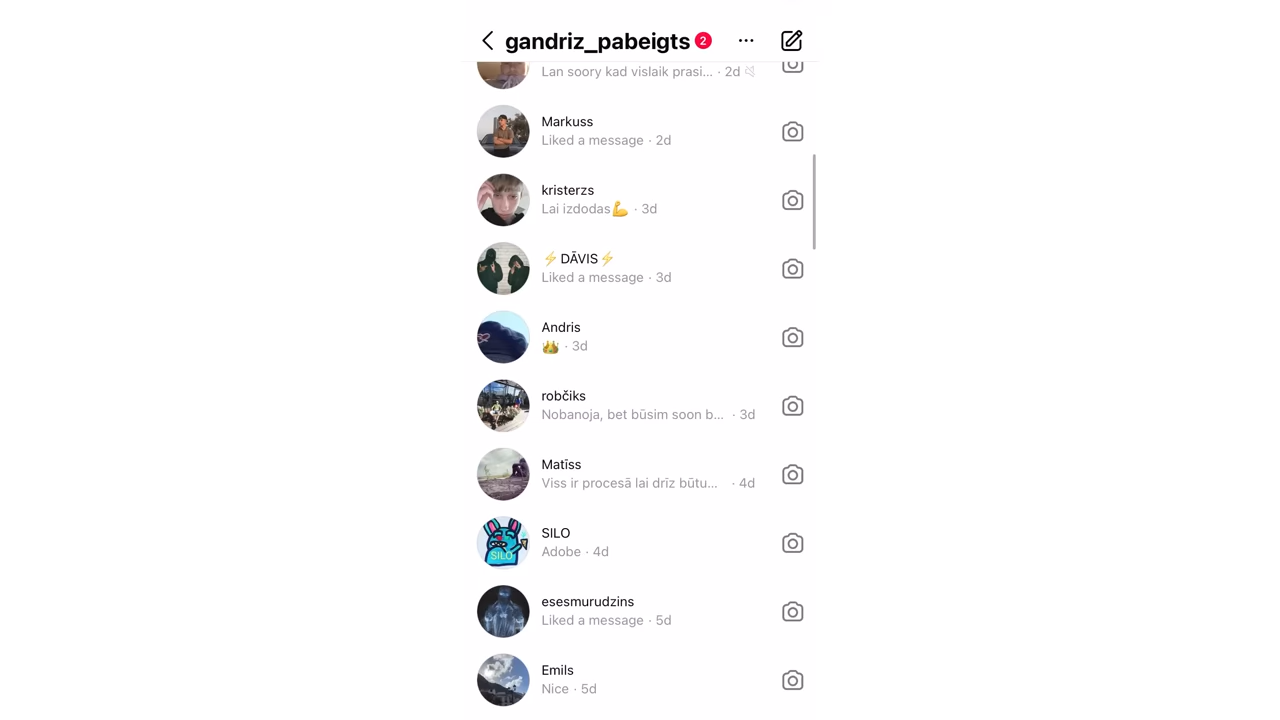 gandriz_pabeigts 2
Lan soory kad vislaik prasi... · 2d
Markuss
Liked a message · 2d
kristerzs
Lai izdodas💪 · 3d
⚡DĀVIS⚡
Liked a message · 3d
Andris
👑 · 3d
robčiks
Nobanoja, bet būsim soon b... · 3d
Matīss
Viss ir procesā lai drīz būtu... · 4d
SILO
SILO
Adobe · 4d
esesmurudzins
Liked a message · 5d
Emils
Nice · 5d